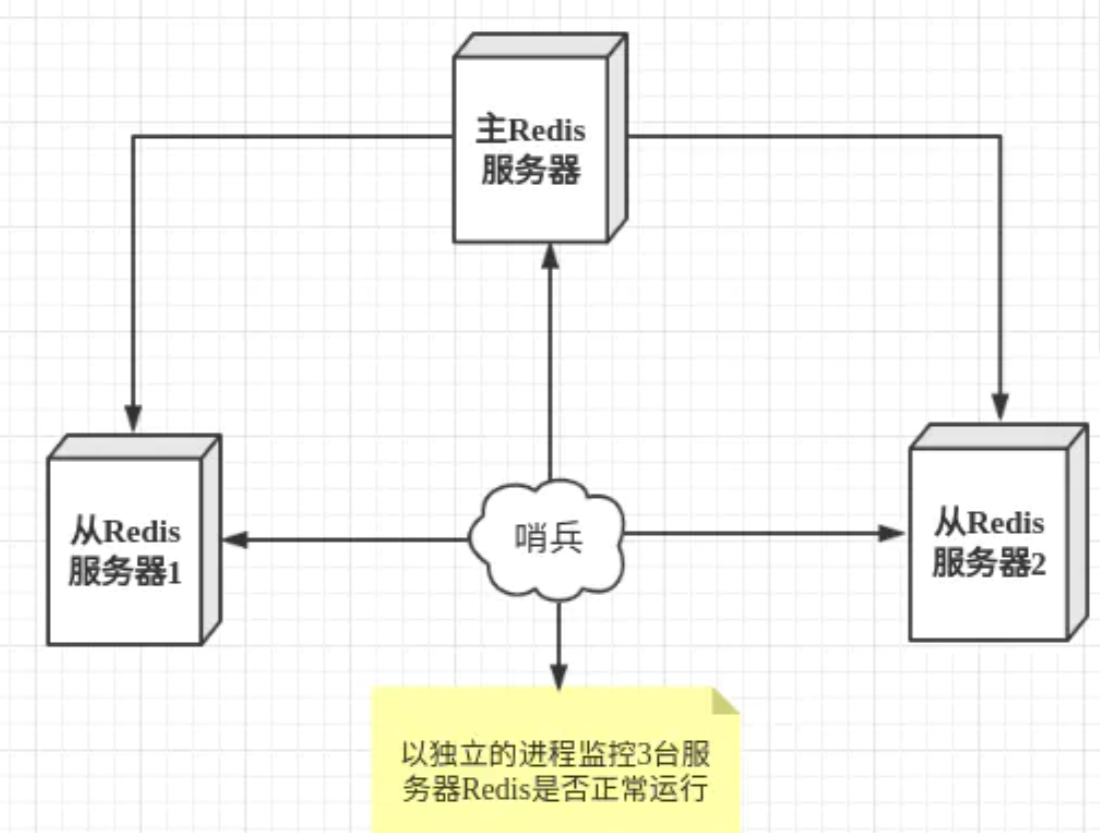 主Redis
服务器
从Redis
服务器1
哨兵
从Redis
服务器2
以独立的进程监控3台服
务器Redis是否正常运行